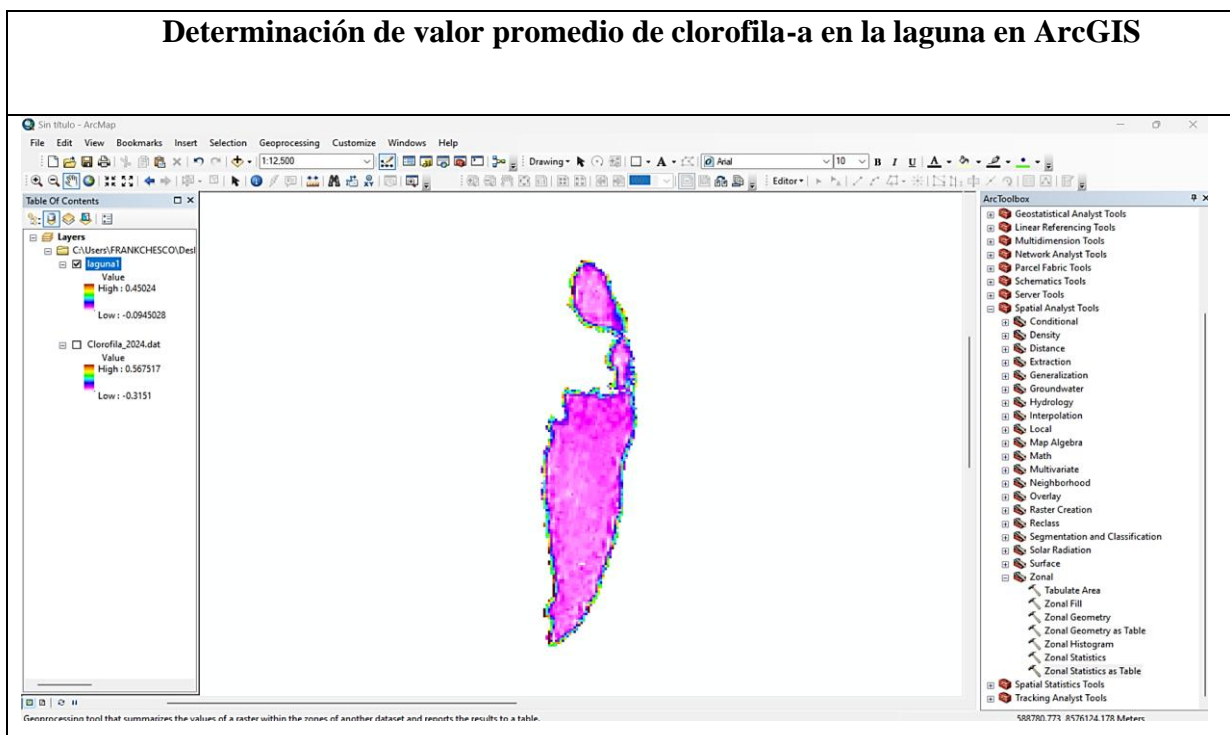 Determinación de valor promedio de clorofila-a en la laguna en ArcGIS
Sin título - ArcMap
File Edit View Bookmarks Insert Selection Geoprocessing Customize Windows Help
1:12,500
Drawing
A
Arial
10
B I U A
Editor
Table Of Contents
Layers
C:\Users\FRANKCHESCO\Desl
laguna1
Value
High : 0.45024
Low : -0.0945028
Clorofila_2024.dat
Value
High : 0.567517
Low : -0.3151
ArcToolbox
Geostatistical Analyst Tools
Linear Referencing Tools
Multidimension Tools
Network Analyst Tools
Parcel Fabric Tools
Schematics Tools
Server Tools
Spatial Analyst Tools
Conditional
Density
Distance
Extraction
Generalization
Groundwater
Hydrology
Interpolation
Local
Map Algebra
Math
Multivariate
Neighborhood
Overlay
Raster Creation
Reclass
Segmentation and Classification
Solar Radiation
Surface
Zonal
Tabulate Area
Zonal Fill
Zonal Geometry
Zonal Geometry as Table
Zonal Histogram
Zonal Statistics
Zonal Statistics as Table
Spatial Statistics Tools
Tracking Analyst Tools
Geoprocessing tool that summarizes the values of a raster within the zones of another dataset and reports the results to a table.
588780.773 8576124.178 Meters